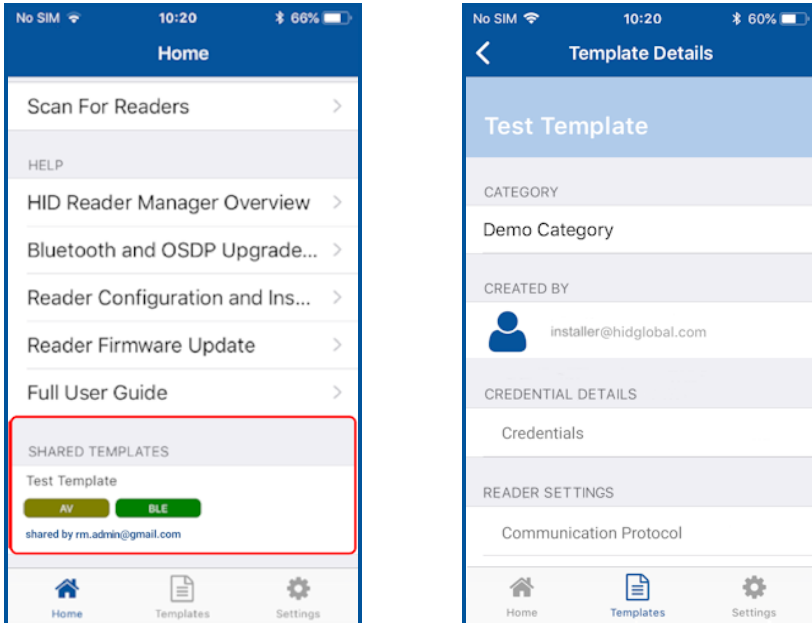 No SIM 10:20 66%
Home
Scan For Readers
HELP
HID Reader Manager Overview
Bluetooth and OSDP Upgrade...
Reader Configuration and Ins...
Reader Firmware Update
Full User Guide
SHARED TEMPLATES
Test Template
AV BLE
shared by rm.admin@gmail.com
Home Templates Settings
No SIM 10:20 60%
Template Details
Test Template
CATEGORY
Demo Category
CREATED BY
installer@hidglobal.com
CREDENTIAL DETAILS
Credentials
READER SETTINGS
Communication Protocol
Home Templates Settings